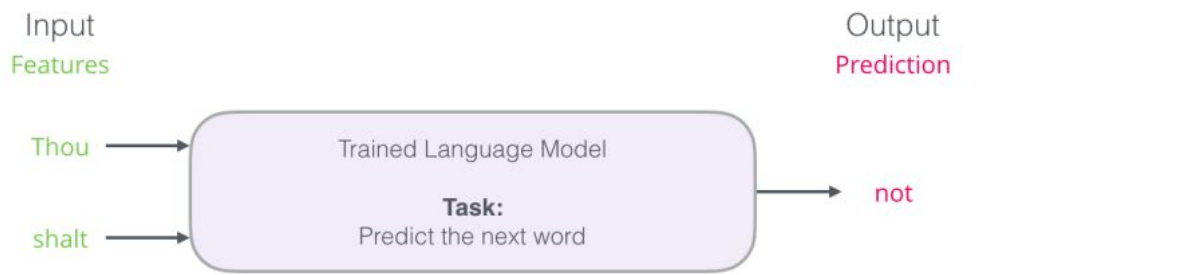 Input
Features
Output
Prediction
Thou
shalt
Trained Language Model
Task:
Predict the next word
not